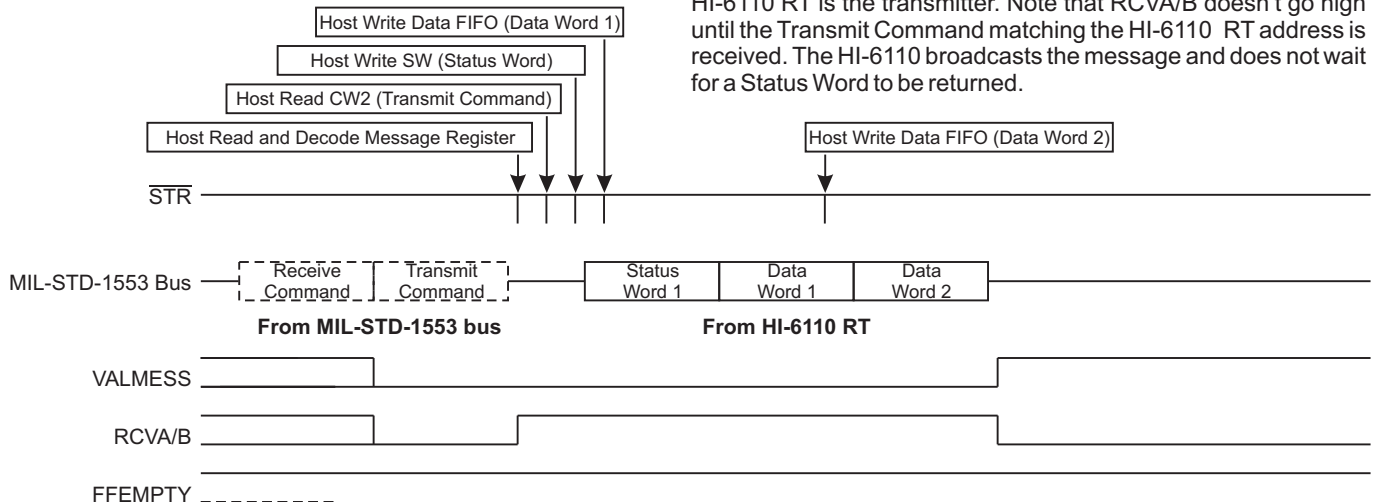 HI-6110 RT is the transmitter. Note that RCVA/B doesn't go high
until the Transmit Command matching the HI-6110 RT address is
received. The HI-6110 broadcasts the message and does not wait
for a Status Word to be returned.
Host Write Data FIFO (Data Word 1)
Host Write SW (Status Word)
Host Read CW2 (Transmit Command)
Host Read and Decode Message Register
Host Write Data FIFO (Data Word 2)
STR
MIL-STD-1553 Bus
Receive
Command
Transmit
Command
Status
Word 1
Data
Word 1
Data
Word 2
From MIL-STD-1553 bus
From HI-6110 RT
VALMESS
RCVA/B
FFEMPTY